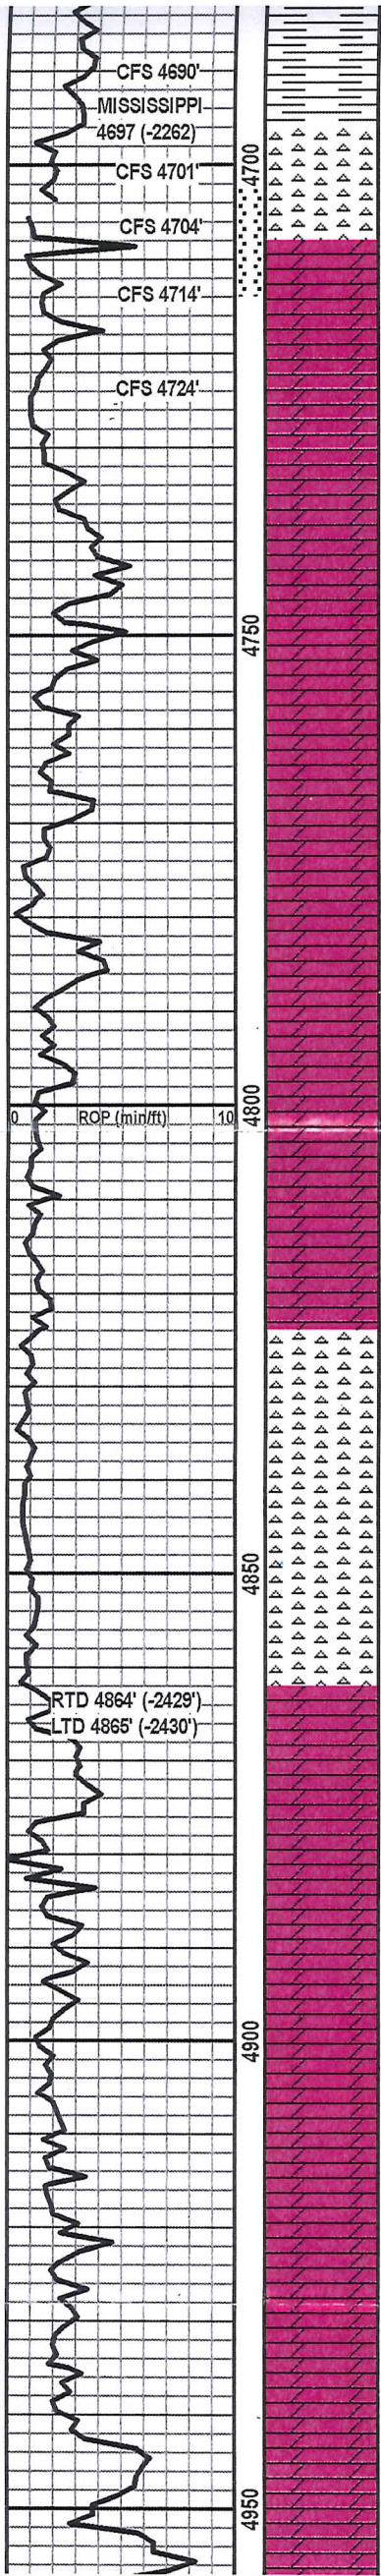 CFS 4690'
MISSISSIPPI
4697 (-2262)
4700
CFS 4701'
CFS 4704'
CFS 4714'
CFS 4724'
4750
4800
0 ROP (min/ft) 10
4850
RTD 4864' (-2429')
LTD 4865' (-2430')
4900
4950